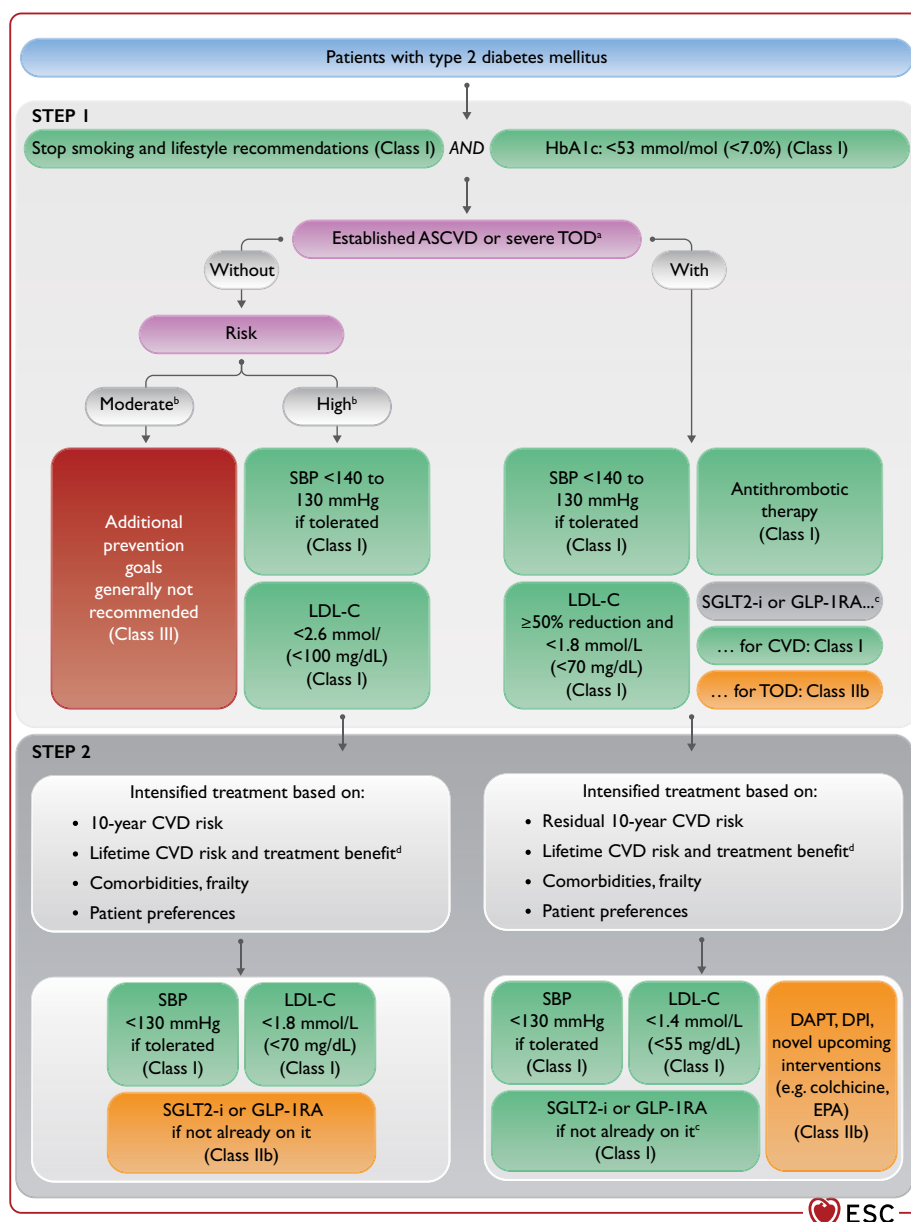 Patients with type 2 diabetes mellitus
STEP 1
Stop smoking and lifestyle recommendations (Class I)
AND
HbA1c: <53 mmol/mol (<7.0%) (Class I)
Established ASCVD or severe TODᵃ
Without
With
Risk
Moderateᵇ
Highᵇ
Additional
prevention
goals
generally not
recommended
(Class III)
SBP <140 to
130 mmHg
if tolerated
(Class I)
LDL-C
<2.6 mmol/
(<100 mg/dL)
(Class I)
SBP <140 to
130 mmHg
if tolerated
(Class I)
LDL-C
≥50% reduction and
<1.8 mmol/L
(<70 mg/dL)
(Class I)
Antithrombotic
therapy
(Class I)
SGLT2-i or GLP-1RA...ᶜ
... for CVD: Class I
... for TOD: Class IIb
STEP 2
Intensified treatment based on:
• 10-year CVD risk
• Lifetime CVD risk and treatment benefitᵈ
• Comorbidities, frailty
• Patient preferences
Intensified treatment based on:
• Residual 10-year CVD risk
• Lifetime CVD risk and treatment benefitᵈ
• Comorbidities, frailty
• Patient preferences
SBP
<130 mmHg
if tolerated
(Class I)
LDL-C
<1.8 mmol/L
(<70 mg/dL)
(Class I)
SGLT2-i or GLP-1RA
if not already on it
(Class IIb)
SBP
<130 mmHg
if tolerated
(Class I)
LDL-C
<1.4 mmol/L
(<55 mg/dL)
(Class I)
SGLT2-i or GLP-1RA
if not already on itᶜ
(Class I)
DAPT, DPI,
novel upcoming
interventions
(e.g. colchicine,
EPA)
(Class IIb)
ESC